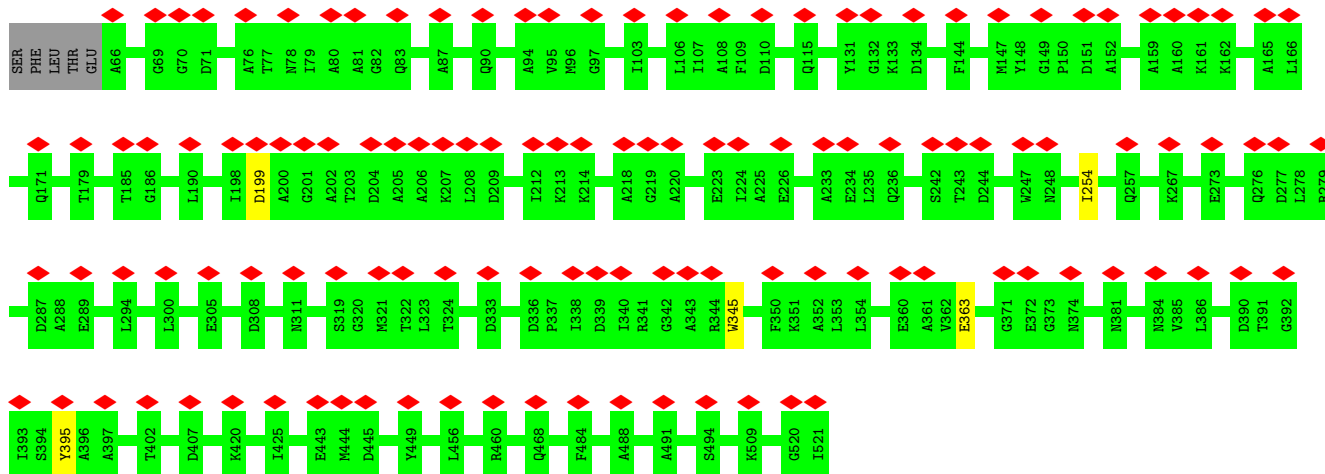 SER PHE LEU THR GLU A66 G69 G70 D71 A76 T77 N78 I79 A80 A81 G82 Q83 A87 Q90 A94 V95 M96 G97 I103 L106 I107 A108 F109 D110 Q115 Y131 G132 K133 D134 F144 M147 Y148 G149 P150 D151 A152 A159 A160 K161 K162 A165 L166
Q171 T179 T185 G186 L190 I198 D199 A200 G201 A202 T203 D204 A205 A206 K207 L208 D209 I212 K213 K214 A218 G219 A220 E223 I224 A225 E226 A233 E234 L235 Q236 S242 T243 D244 W247 N248 I254 Q257 K267 E273 Q276 D277 L278 R279
D287 A288 E289 L294 L300 E305 D308 N311 S319 G320 M321 T322 L323 T324 D333 D336 P337 I338 D339 I340 R341 G342 A343 R344 W345 F350 K351 A352 L353 L354 E360 A361 V362 E363 G371 E372 G373 N374 N381 N384 V385 L386 D390 T391 G392
I393 S394 Y395 A396 A397 T402 D407 K420 I425 E443 M444 D445 Y449 L456 R460 Q468 F484 A488 A491 S494 K509 G520 I521